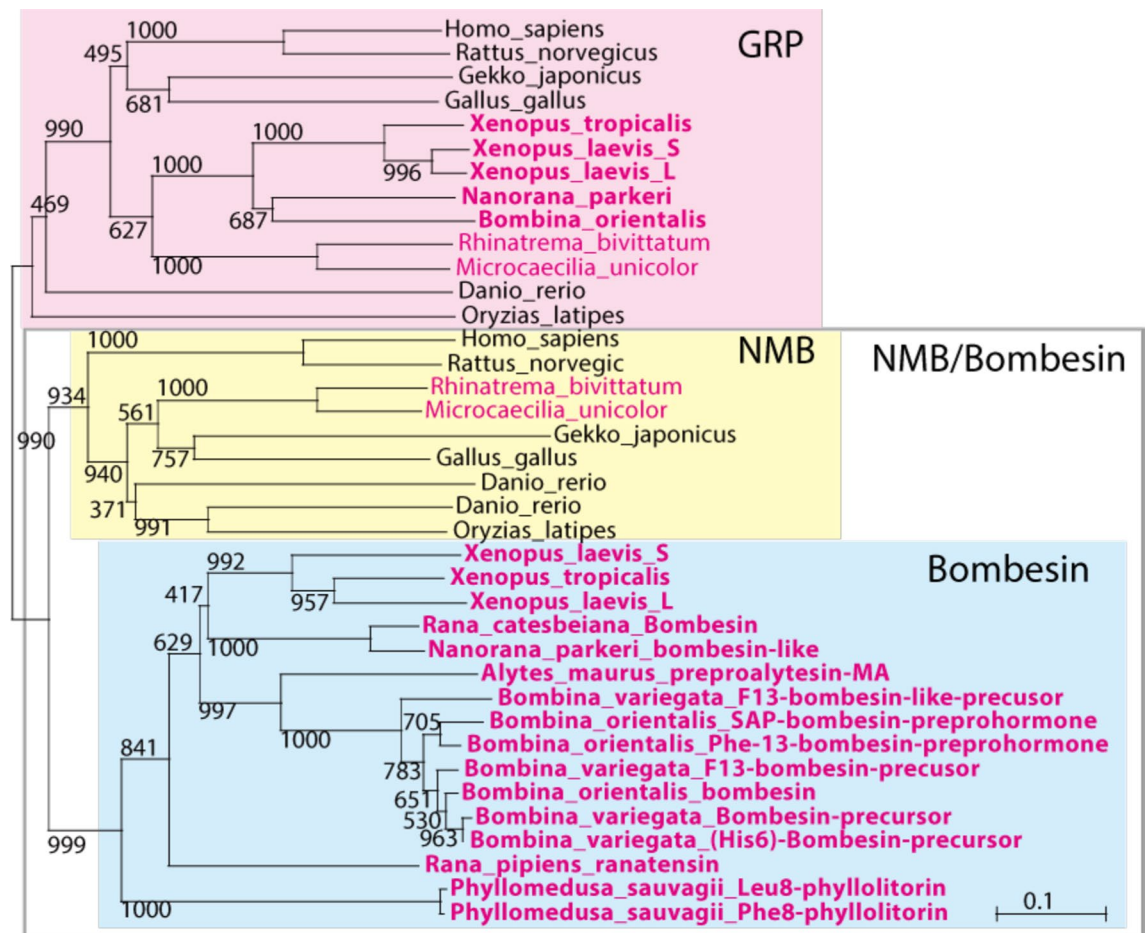 1000
Homo_sapiens
GRP
495
Rattus_norvegicus
Gekko_japonicus
681
Gallus_gallus
990
1000
Xenopus_tropicalis
1000
Xenopus_laevis_S
996
Xenopus_laevis_L
469
Nanorana_parkeri
687
Bombina_orientalis
627
Rhinatrema_bivittatum
1000
Microcaecilia_unicolor
Danio_rerio
Oryzias_latipes
1000
Homo_sapiens
NMB
NMB/Bombesin
Rattus_norvegic
934
1000
Rhinatrema_bivittatum
561
Microcaecilia_unicolor
990
Gekko_japonicus
757
Gallus_gallus
940
Danio_rerio
371
Danio_rerio
991
Oryzias_latipes
992
Xenopus_laevis_S
Bombesin
417
Xenopus_tropicalis
957
Xenopus_laevis_L
Rana_catesbeiana_Bombesin
629
1000
Nanorana_parkeri_bombesin-like
Alytes_maurus_preproalytesin-MA
997
Bombina_variegata_F13-bombesin-like-precusor
705
Bombina_orientalis_SAP-bombesin-preprohormone
1000
841
Bombina_orientalis_Phe-13-bombesin-preprohormone
783
Bombina_variegata_F13-bombesin-precusor
651
Bombina_orientalis_bombesin
530
Bombina_variegata_Bombesin-precursor
963
Bombina_variegata_(His6)-Bombesin-precursor
999
Rana_pipiens_ranatensin
Phyllomedusa_sauvagii_Leu8-phyllolitorin
1000
Phyllomedusa_sauvagii_Phe8-phyllolitorin
0.1